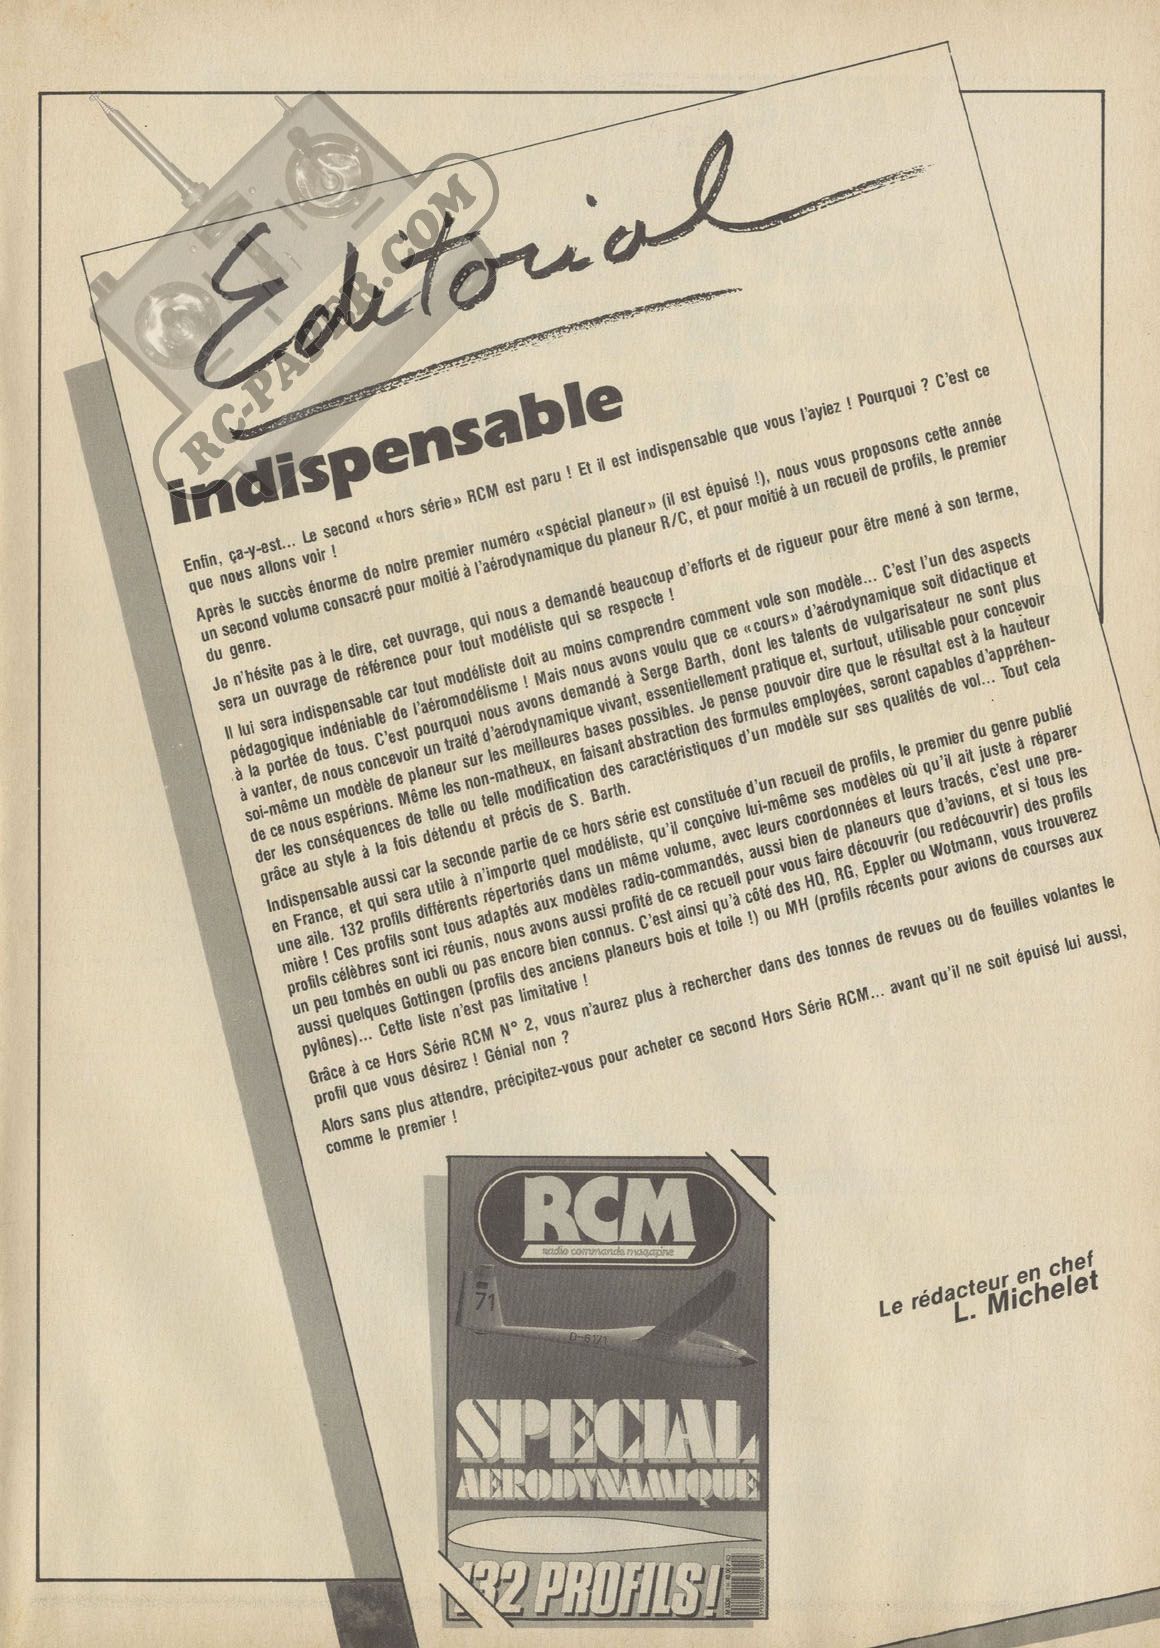 Editorial
RC-PAPER.COM
indispensable
Enfin, ça-y-est... Le second «hors série» RCM est paru ! Et il est indispensable que vous l'ayiez ! Pourquoi ? C'est ce
que nous allons voir !
Après le succès énorme de notre premier numéro «spécial planeur» (il est épuisé !), nous vous proposons cette année
un second volume consacré pour moitié à l'aérodynamique du planeur R/C, et pour moitié à un recueil de profils, le premier
du genre.
Je n'hésite pas à le dire, cet ouvrage, qui nous a demandé beaucoup d'efforts et de rigueur pour être mené à son terme,
sera un ouvrage de référence pour tout modéliste qui se respecte !
Il lui sera indispensable car tout modéliste doit au moins comprendre comment vole son modèle... C'est l'un des aspects
pédagogique indéniable de l'aéromodélisme ! Mais nous avons voulu que ce «cours» d'aérodynamique soit didactique et
à la portée de tous. C'est pourquoi nous avons demandé à Serge Barth, dont les talents de vulgarisateur ne sont plus
à vanter, de nous concevoir un traité d'aérodynamique vivant, essentiellement pratique et, surtout, utilisable pour concevoir
soi-même un modèle de planeur sur les meilleures bases possibles. Je pense pouvoir dire que le résultat est à la hauteur
de ce nous espérions. Même les non-matheux, en faisant abstraction des formules employées, seront capables d'appréhen-
der les conséquences de telle ou telle modification des caractéristiques d'un modèle sur ses qualités de vol... Tout cela
grâce au style à la fois détendu et précis de S. Barth.
Indispensable aussi car la seconde partie de ce hors série est constituée d'un recueil de profils, le premier du genre publié
en France, et qui sera utile à n'importe quel modéliste, qu'il conçoive lui-même ses modèles où qu'il ait juste à réparer
une aile. 132 profils différents répertoriés dans un même volume, avec leurs coordonnées et leurs tracés, c'est une pre-
mière ! Ces profils sont tous adaptés aux modèles radio-commandés, aussi bien de planeurs que d'avions, et si tous les
profils célèbres sont ici réunis, nous avons aussi profité de ce recueil pour vous faire découvrir (ou redécouvrir) des profils
un peu tombés en oubli ou pas encore bien connus. C'est ainsi qu'à côté des HQ, RG, Eppler ou Wotmann, vous trouverez
aussi quelques Gottingen (profils des anciens planeurs bois et toile !) ou MH (profils récents pour avions de courses aux
pylônes)... Cette liste n'est pas limitative !
Grâce à ce Hors Série RCM N° 2, vous n'aurez plus à rechercher dans des tonnes de revues ou de feuilles volantes le
profil que vous désirez ! Génial non ?
Alors sans plus attendre, précipitez-vous pour acheter ce second Hors Série RCM... avant qu'il ne soit épuisé lui aussi,
comme le premier !
RCM
radio commande magazine
71
D-6171
SPECIAL
AERODYNAMIQUE
132 PROFILS!
Le rédacteur en chef
L. Michelet